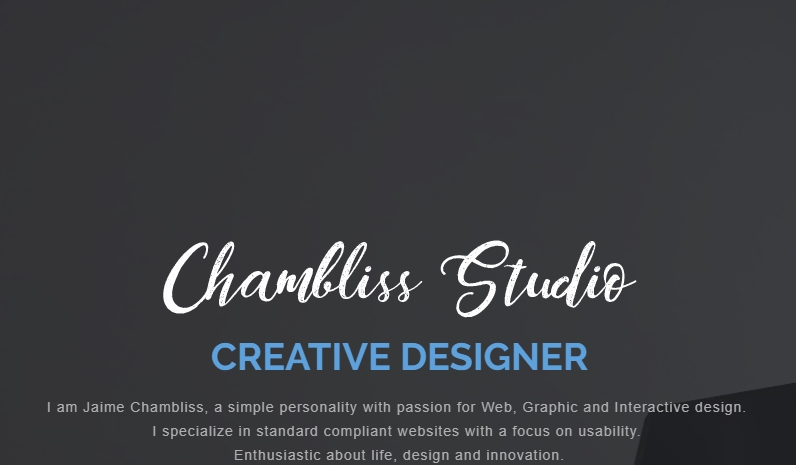 Chambliss Studio
CREATIVE DESIGNER
I am Jaime Chambliss, a simple personality with passion for Web, Graphic and Interactive design.
I specialize in standard compliant websites with a focus on usability.
Enthusiastic about life, design and innovation.